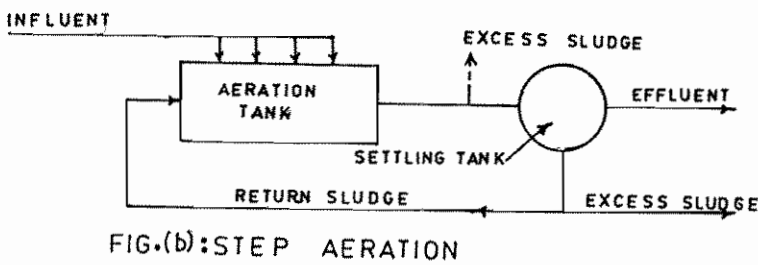 INFLUENT
EXCESS SLUDGE
AERATION
TANK
EFFLUENT
SETTLING TANK
RETURN SLUDGE
EXCESS SLUDGE
FIG.(b):STEP AERATION